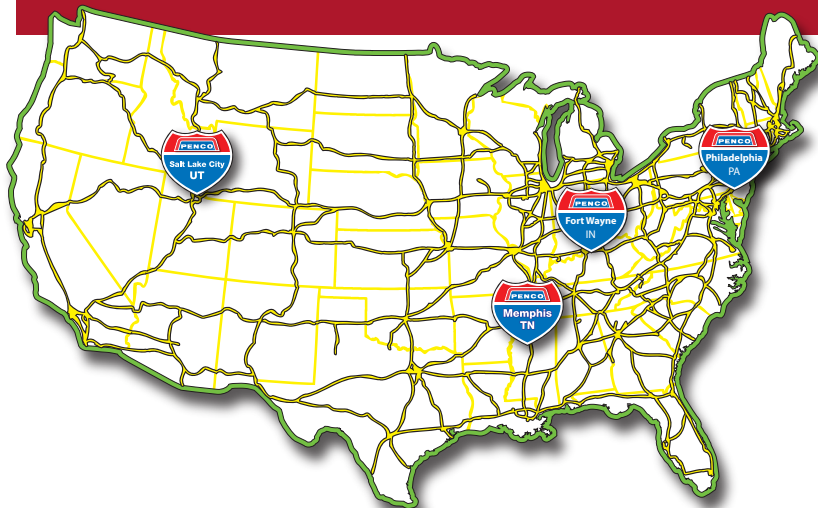 PENCO
Salt Lake City
UT
PENCO
Philadelphia
PA
PENCO
Fort Wayne
IN
PENCO
Memphis
TN